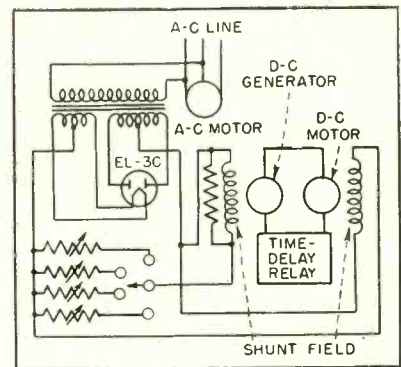 A-C LINE
D-C
GENERATOR
D-C
MOTOR
A-C MOTOR
EL-3C
TIME-
DELAY
RELAY
SHUNT FIELD